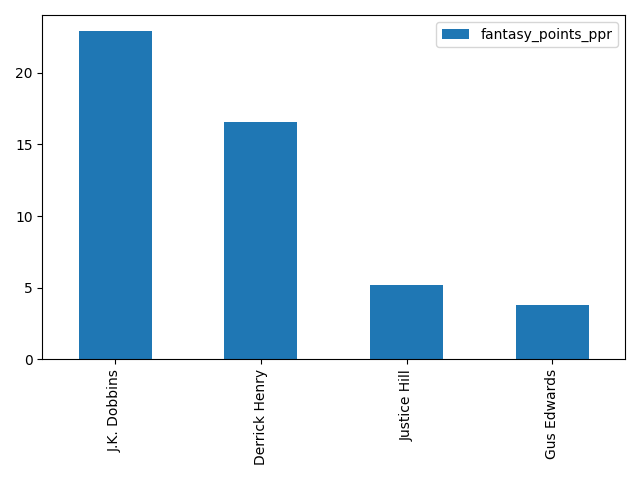 fantasy_points_ppr
20
15
10
5
0
J.K. Dobbins
Derrick Henry
Justice Hill
Gus Edwards